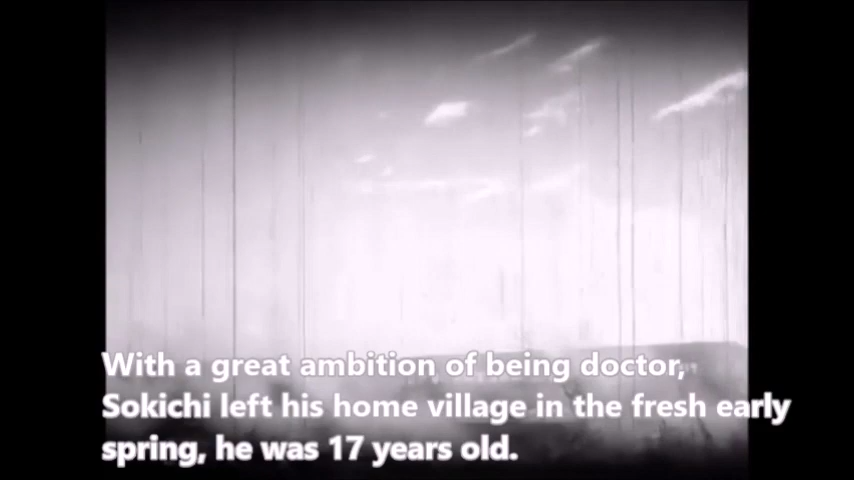 With a great ambition of being doctor,
Sokichi left his home village in the fresh early
spring, he was 17 years old.